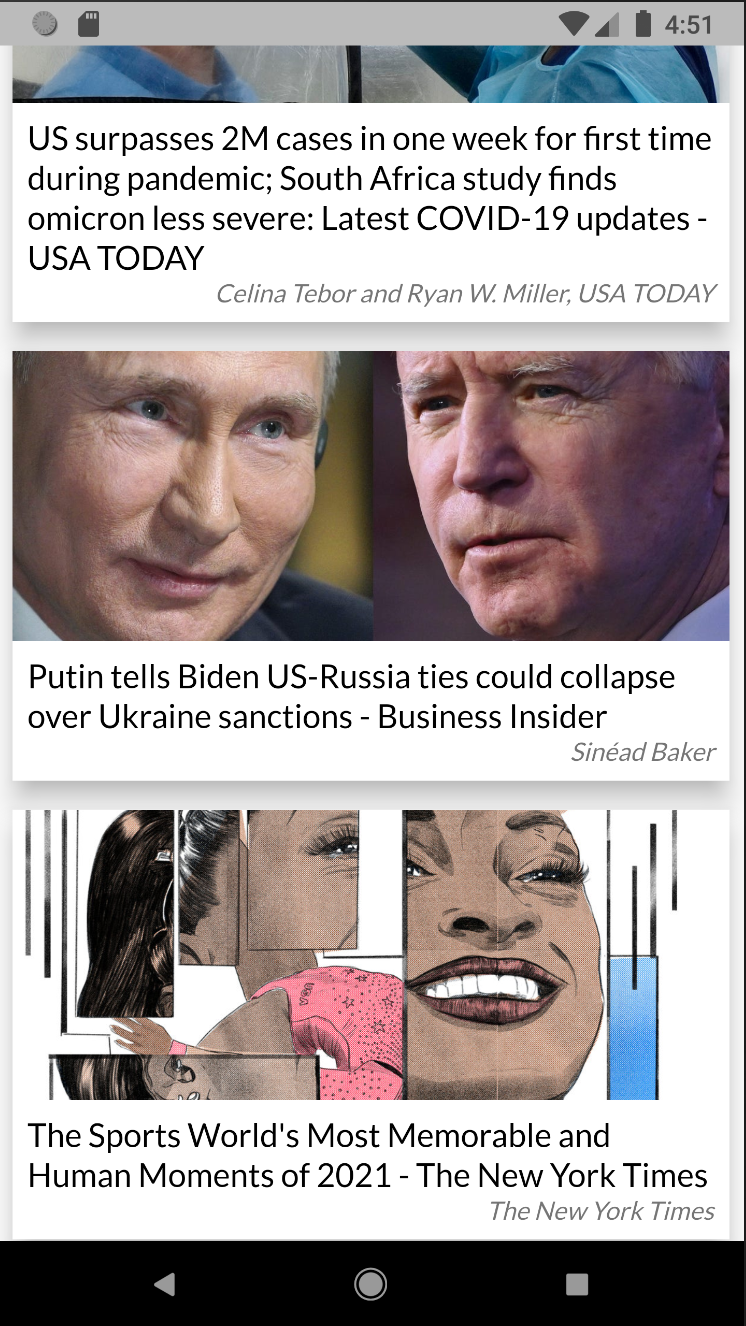 4:51
US surpasses 2M cases in one week for first time
during pandemic; South Africa study finds
omicron less severe: Latest COVID-19 updates -
USA TODAY
Celina Tebor and Ryan W. Miller, USA TODAY
Putin tells Biden US-Russia ties could collapse
over Ukraine sanctions - Business Insider
Sinéad Baker
USA
The Sports World's Most Memorable and
Human Moments of 2021 - The New York Times
The New York Times